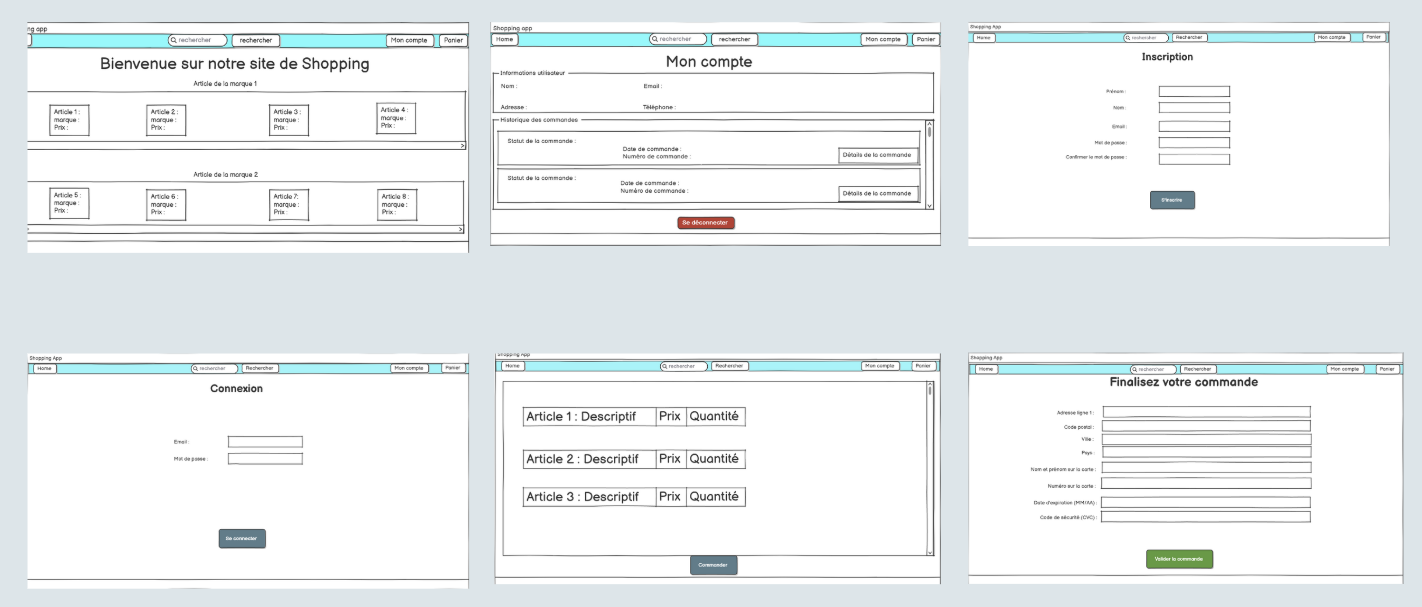 ng app
rechercher rechercher Mon compte Panier
Bienvenue sur notre site de Shopping
Article de la marque 1
Article 1 : Article 2 : Article 3 : Article 4 :
marque : marque : marque : marque :
Prix : Prix : Prix : Prix :
>
Article de la marque 2
Article 5 : Article 6 : Article 7: Article 8 :
marque : marque : marque : marque :
Prix : Prix : Prix : Prix :
>
Shopping app
Home rechercher rechercher Mon compte Panier
Mon compte
Informations utilisateur
Nom : Email :
Adresse : Téléphone :
Historique des commandes
Statut de la commande :
Date de commande :
Numéro de commande : Détails de la commande
Statut de la commande :
Date de commande :
Numéro de commande : Détails de la commande
Se déconnecter
Shopping App
Home rechercher Rechercher Mon compte Panier
Inscription
Prénom :
Nom :
Email :
Mot de passe :
Confirmer le mot de passe :
S'inscrire
Shopping App
Home rechercher Rechercher Mon compte Panier
Connexion
Email :
Mot de passe :
Se connecter
Shopping App
Home rechercher Rechercher Mon compte Panier
Article 1 : Descriptif Prix Quantité
Article 2 : Descriptif Prix Quantité
Article 3 : Descriptif Prix Quantité
Commander
Shopping App
Home rechercher Rechercher Mon compte Panier
Finalisez votre commande
Adresse ligne 1 :
Code postal :
Ville :
Pays :
Nom et prénom sur la carte :
Numéro sur la carte :
Date d'expiration (MM/AA) :
Code de sécurité (CVC) :
Valider la commande